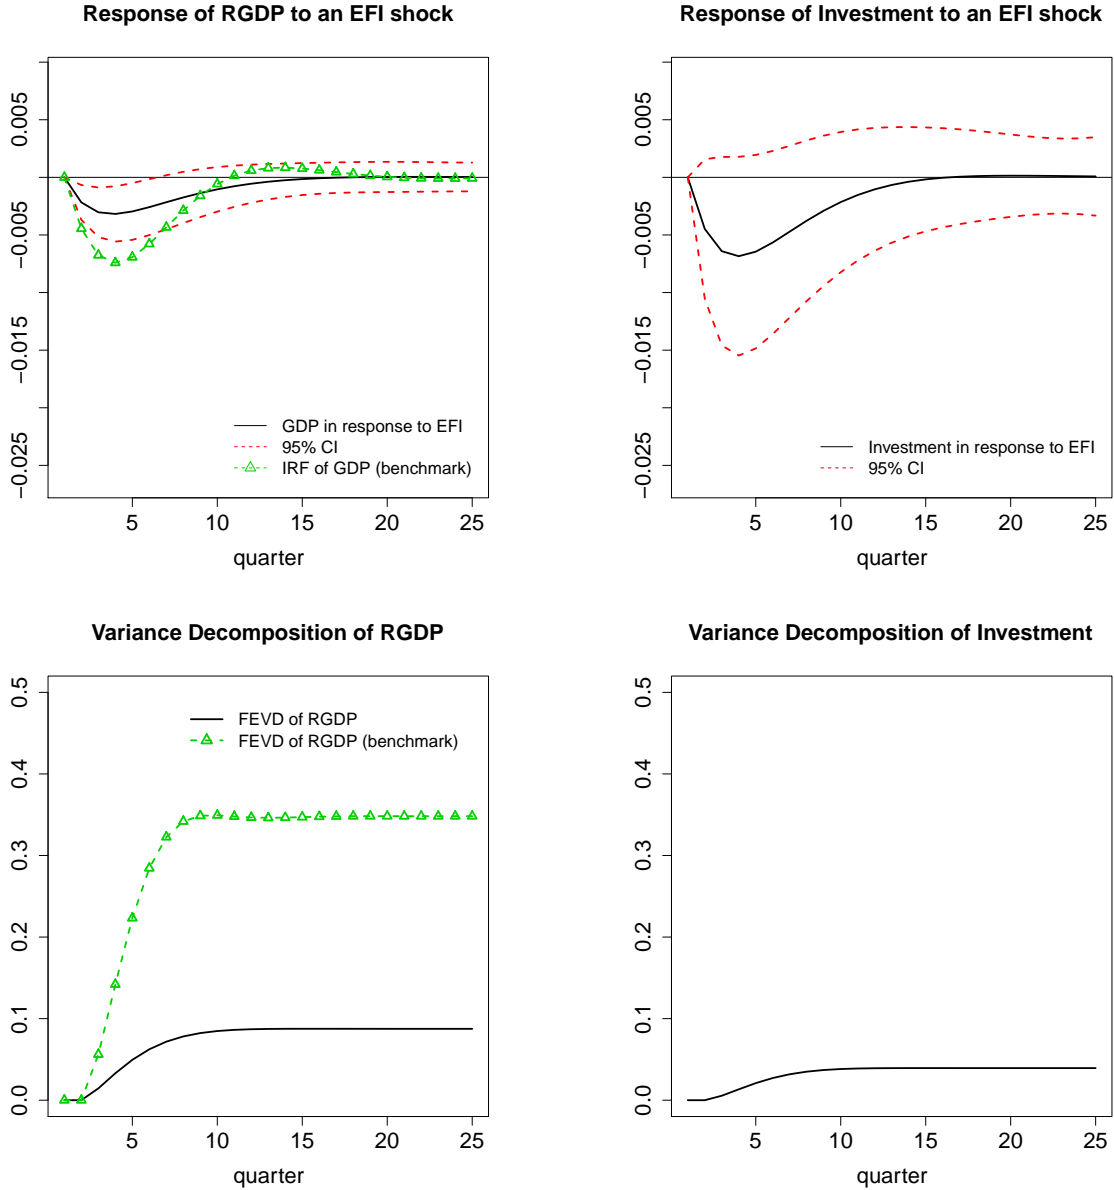 Response of RGDP to an EFI shock
0.005
−0.005
−0.015
−0.025
GDP in response to EFI
95% CI
IRF of GDP (benchmark)
5 10 15 20 25
quarter
Response of Investment to an EFI shock
0.005
−0.005
−0.015
−0.025
Investment in response to EFI
95% CI
5 10 15 20 25
quarter
Variance Decomposition of RGDP
0.5
0.4
0.3
0.2
0.1
0.0
FEVD of RGDP
FEVD of RGDP (benchmark)
5 10 15 20 25
quarter
Variance Decomposition of Investment
0.5
0.4
0.3
0.2
0.1
0.0
5 10 15 20 25
quarter